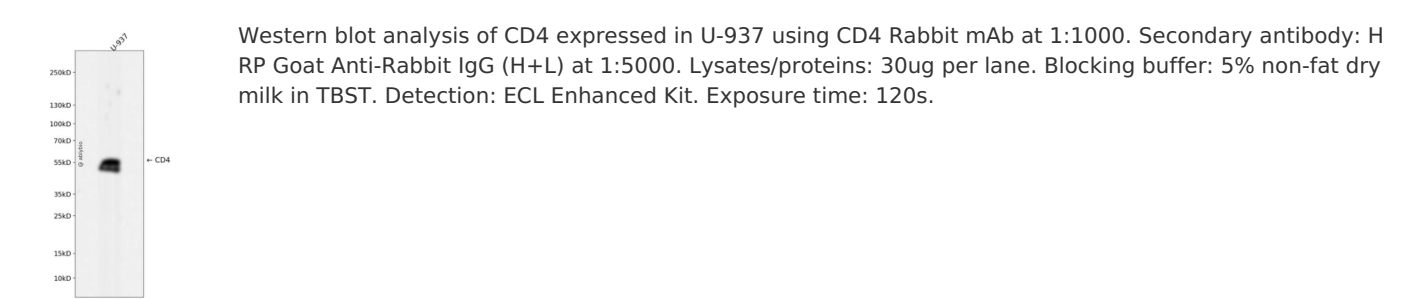 U-937
250kD
130kD
100kD
70kD
55kD
← CD4
35kD
25kD
15kD
10kD
Western blot analysis of CD4 expressed in U-937 using CD4 Rabbit mAb at 1:1000. Secondary antibody: H
RP Goat Anti-Rabbit IgG (H+L) at 1:5000. Lysates/proteins: 30ug per lane. Blocking buffer: 5% non-fat dry
milk in TBST. Detection: ECL Enhanced Kit. Exposure time: 120s.